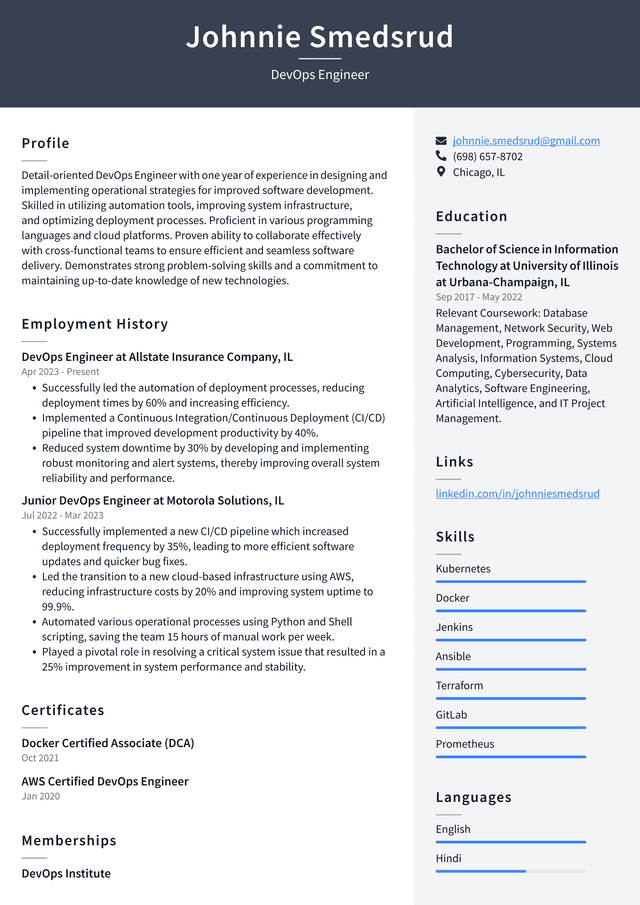 Johnnie Smedsrud
DevOps Engineer
Profile
Detail-oriented DevOps Engineer with one year of experience in designing and
implementing operational strategies for improved software development.
Skilled in utilizing automation tools, improving system infrastructure,
and optimizing deployment processes. Proficient in various programming
languages and cloud platforms. Proven ability to collaborate effectively
with cross-functional teams to ensure efficient and seamless software
delivery. Demonstrates strong problem-solving skills and a commitment to
maintaining up-to-date knowledge of new technologies.
Employment History
DevOps Engineer at Allstate Insurance Company, IL
Apr 2023 - Present
• Successfully led the automation of deployment processes, reducing
deployment times by 60% and increasing efficiency.
• Implemented a Continuous Integration/Continuous Deployment (CI/CD)
pipeline that improved development productivity by 40%.
• Reduced system downtime by 30% by developing and implementing
robust monitoring and alert systems, thereby improving overall system
reliability and performance.
Junior DevOps Engineer at Motorola Solutions, IL
Jul 2022 - Mar 2023
• Successfully implemented a new CI/CD pipeline which increased
deployment frequency by 35%, leading to more efficient software
updates and quicker bug fixes.
• Led the transition to a new cloud-based infrastructure using AWS,
reducing infrastructure costs by 20% and improving system uptime to
99.9%.
• Automated various operational processes using Python and Shell
scripting, saving the team 15 hours of manual work per week.
• Played a pivotal role in resolving a critical system issue that resulted in a
25% improvement in system performance and stability.
Certificates
Docker Certified Associate (DCA)
Oct 2021
AWS Certified DevOps Engineer
Jan 2020
Memberships
DevOps Institute
johnnie.smedsrud@gmail.com
(698) 657-8702
Chicago, IL
Education
Bachelor of Science in Information
Technology at University of Illinois
at Urbana-Champaign, IL
Sep 2017 - May 2022
Relevant Coursework: Database
Management, Network Security, Web
Development, Programming, Systems
Analysis, Information Systems, Cloud
Computing, Cybersecurity, Data
Analytics, Software Engineering,
Artificial Intelligence, and IT Project
Management.
Links
linkedin.com/in/johnniesmedsrud
Skills
Kubernetes
Docker
Jenkins
Ansible
Terraform
GitLab
Prometheus
Languages
English
Hindi